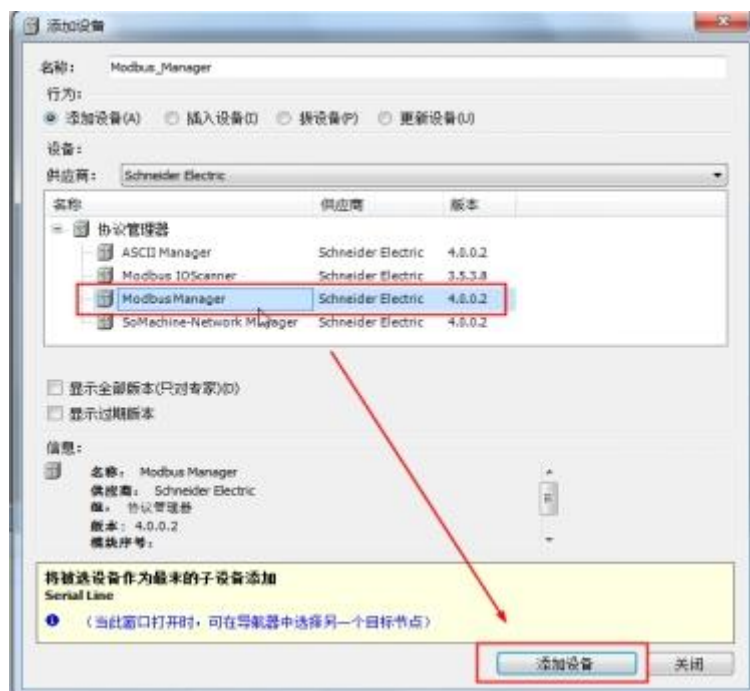 添加设备
名称: Modbus_Manager
行为:
添加设备(A) 插入设备(I) 拔设备(P) 更新设备(U)
设备:
供应商: Schneider Electric
名称 供应商 版本
协议管理器
ASCII Manager Schneider Electric 4.0.0.2
Modbus IOScanner Schneider Electric 3.5.3.8
Modbus Manager Schneider Electric 4.0.0.2
SoMachine-Network Manager Schneider Electric 4.0.0.2
显示全部版本(只对专家)(D)
显示过期版本
信息:
名称: Modbus Manager
供应商: Schneider Electric
组: 协议管理器
版本: 4.0.0.2
模块序号:
将被选设备作为最末的子设备添加
Serial Line
(当此窗口打开时,可在导航器中选择另一个目标节点)
添加设备 关闭